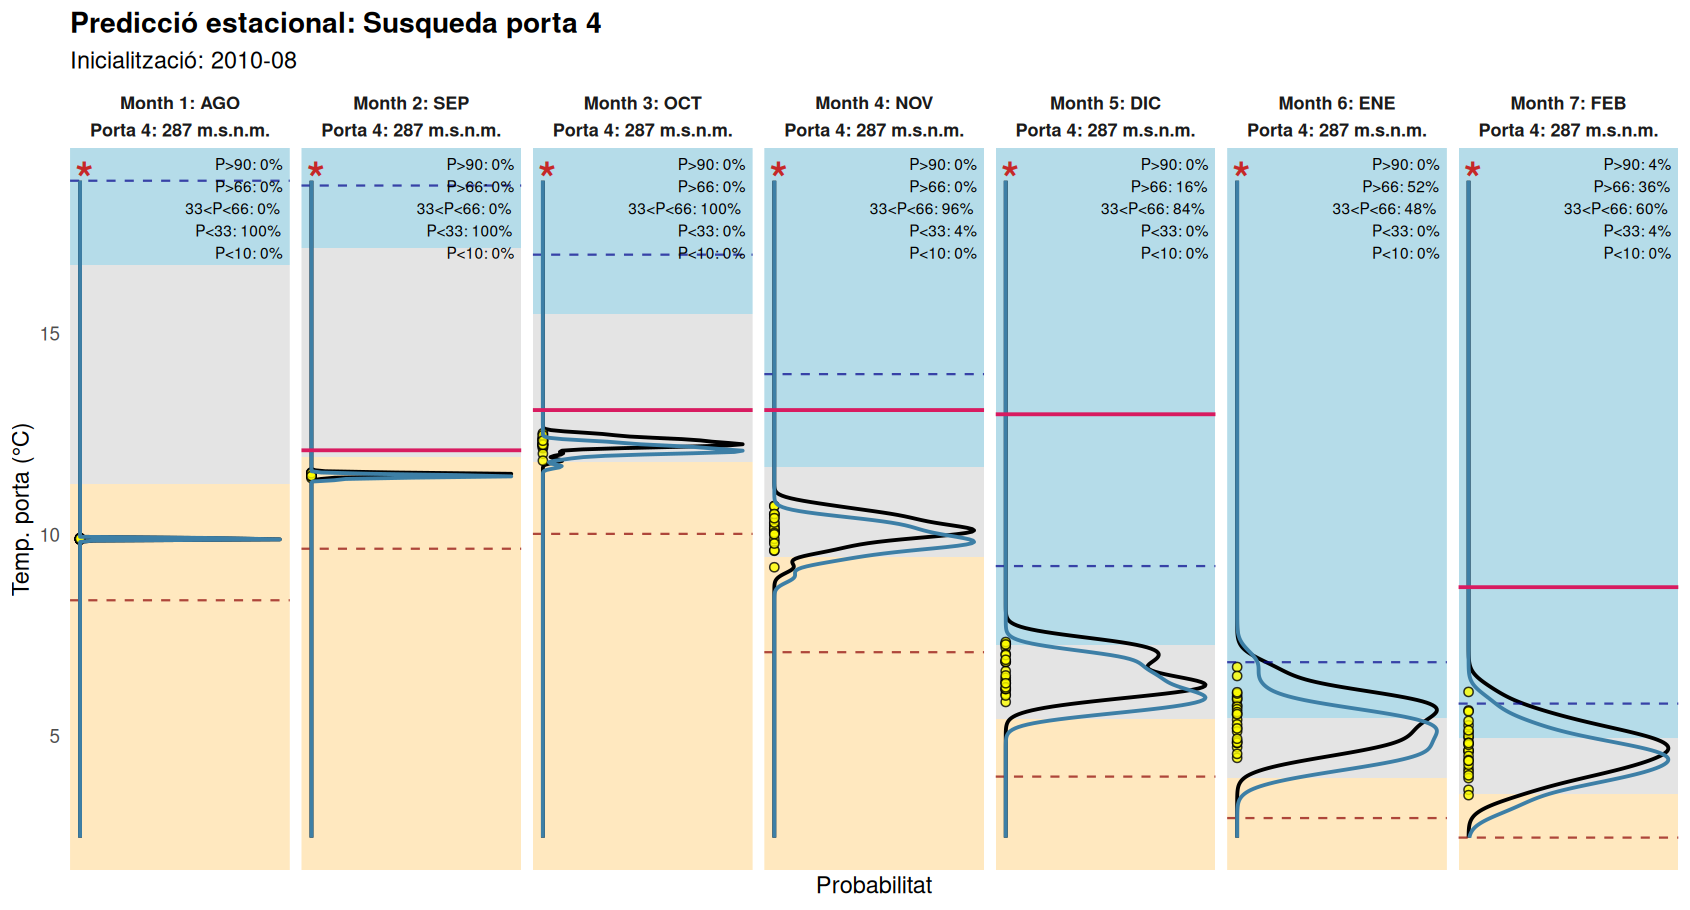 Predicció estacional: Susqueda porta 4
Inicialització: 2010-08
Month 1: AGO
Porta 4: 287 m.s.n.m.
Month 2: SEP
Porta 4: 287 m.s.n.m.
Month 3: OCT
Porta 4: 287 m.s.n.m.
Month 4: NOV
Porta 4: 287 m.s.n.m.
Month 5: DIC
Porta 4: 287 m.s.n.m.
Month 6: ENE
Porta 4: 287 m.s.n.m.
Month 7: FEB
Porta 4: 287 m.s.n.m.
*
P>90: 0%
P>66: 0%
33<P<66: 0%
P<33: 100%
P<10: 0%
*
P>90: 0%
P>66: 0%
33<P<66: 0%
P<33: 100%
P<10: 0%
*
P>90: 0%
P>66: 0%
33<P<66: 100%
P<33: 0%
P<10: 0%
*
P>90: 0%
P>66: 0%
33<P<66: 96%
P<33: 4%
P<10: 0%
*
P>90: 0%
P>66: 16%
33<P<66: 84%
P<33: 0%
P<10: 0%
*
P>90: 0%
P>66: 52%
33<P<66: 48%
P<33: 0%
P<10: 0%
*
P>90: 4%
P>66: 36%
33<P<66: 60%
P<33: 4%
P<10: 0%
15
10
5
Temp. porta (°C)
Probabilitat